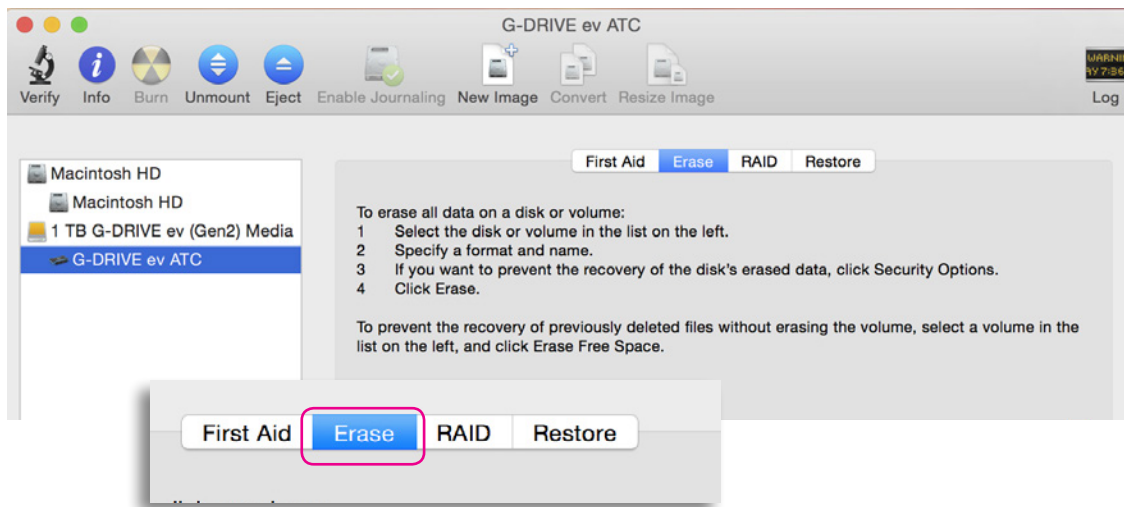 G-DRIVE ev ATC
Verify Info Burn Unmount Eject Enable Journaling New Image Convert Resize Image Log
WARNIN
AY 7:36
First Aid Erase RAID Restore
Macintosh HD
Macintosh HD
1 TB G-DRIVE ev (Gen2) Media
G-DRIVE ev ATC
To erase all data on a disk or volume:
1 Select the disk or volume in the list on the left.
2 Specify a format and name.
3 If you want to prevent the recovery of the disk's erased data, click Security Options.
4 Click Erase.
To prevent the recovery of previously deleted files without erasing the volume, select a volume in the
list on the left, and click Erase Free Space.
First Aid Erase RAID Restore